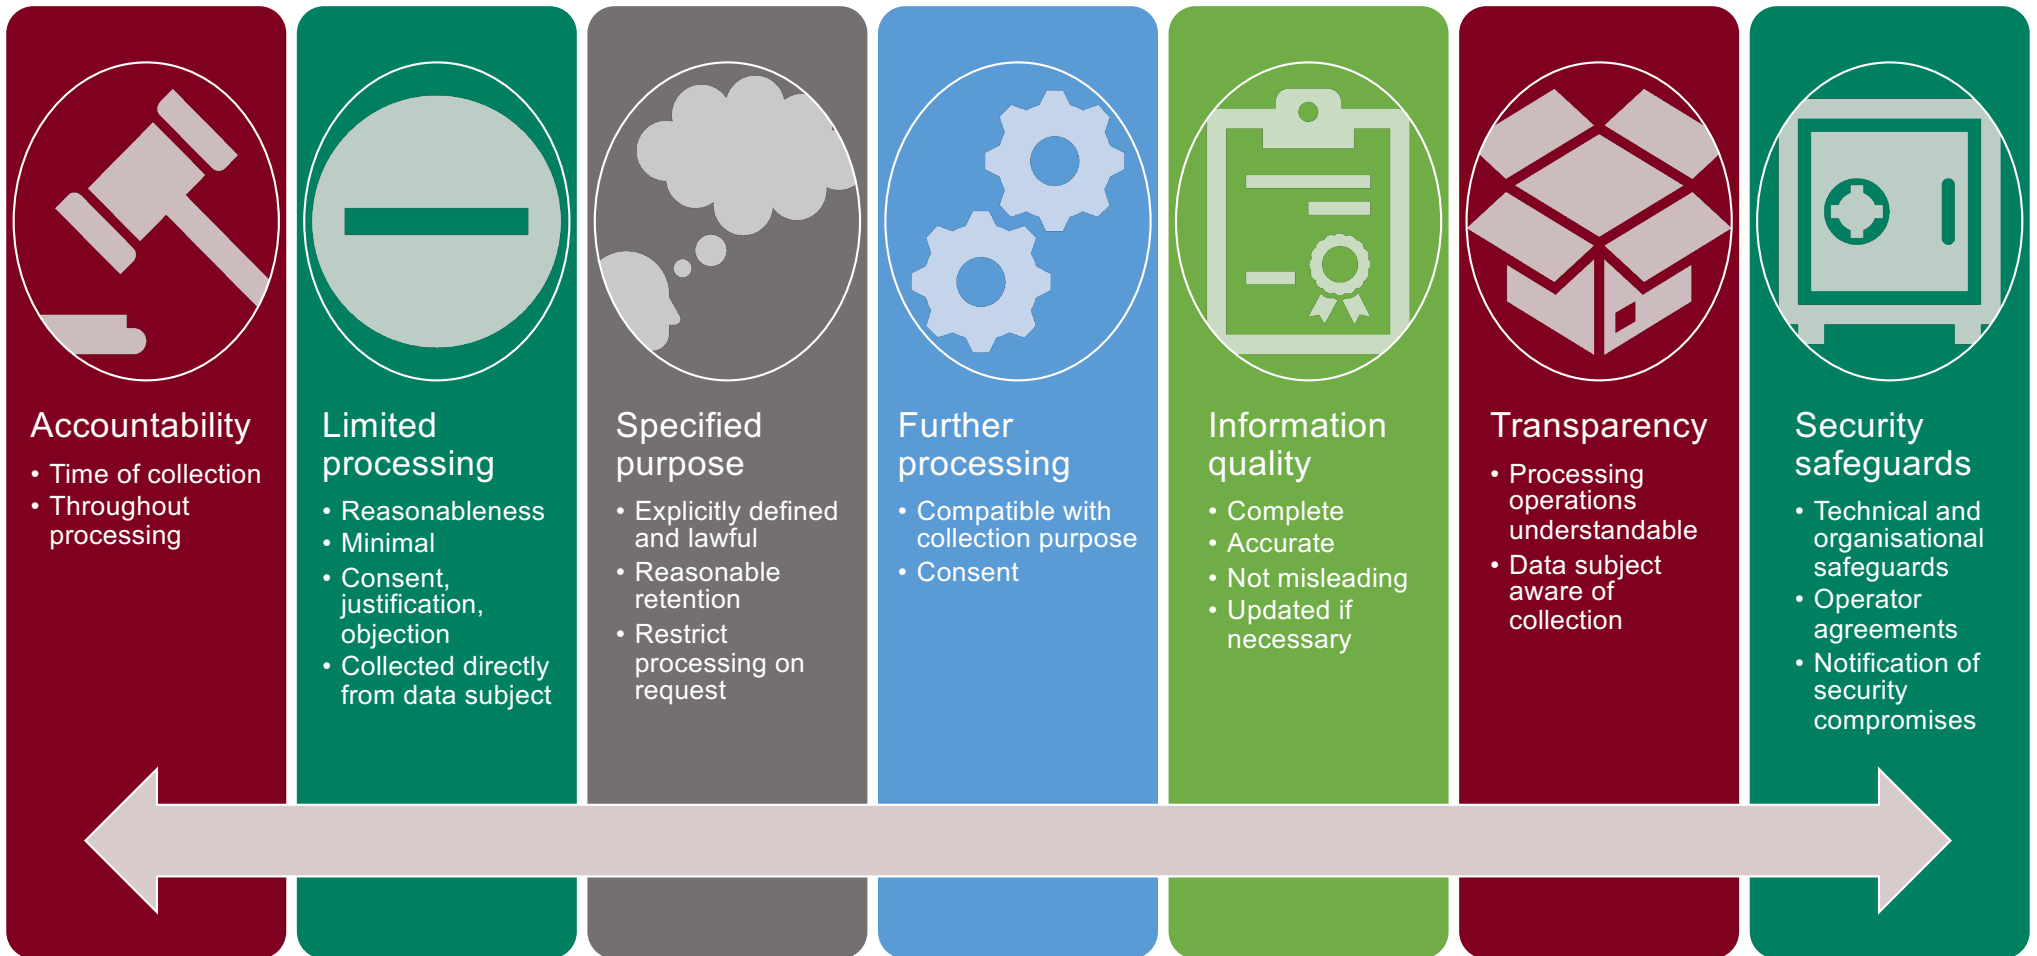 Accountability
• Time of collection
• Throughout
processing
Limited
processing
• Reasonableness
• Minimal
• Consent,
justification,
objection
• Collected directly
from data subject
Specified
purpose
• Explicitly defined
and lawful
• Reasonable
retention
• Restrict
processing on
request
Further
processing
• Compatible with
collection purpose
• Consent
Information
quality
• Complete
• Accurate
• Not misleading
• Updated if
necessary
Transparency
• Processing
operations
understandable
• Data subject
aware of
collection
Security
safeguards
• Technical and
organisational
safeguards
• Operator
agreements
• Notification of
security
compromises